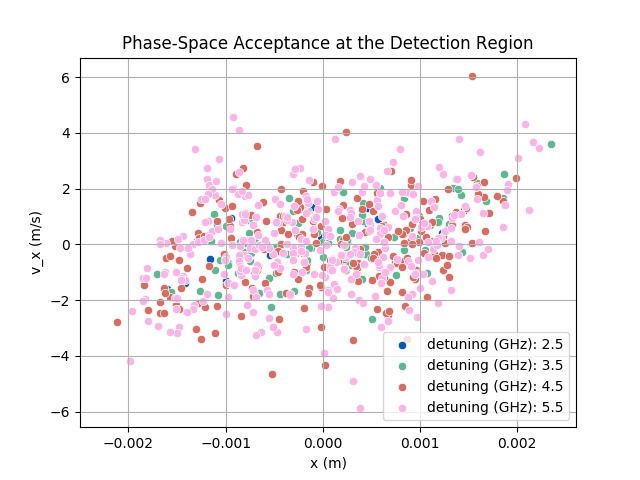 Phase-Space Acceptance at the Detection Region
v_x (m/s)
6
4
2
0
−2
−4
−6
detuning (GHz): 2.5
detuning (GHz): 3.5
detuning (GHz): 4.5
detuning (GHz): 5.5
−0.002
−0.001
0.000
0.001
0.002
x (m)